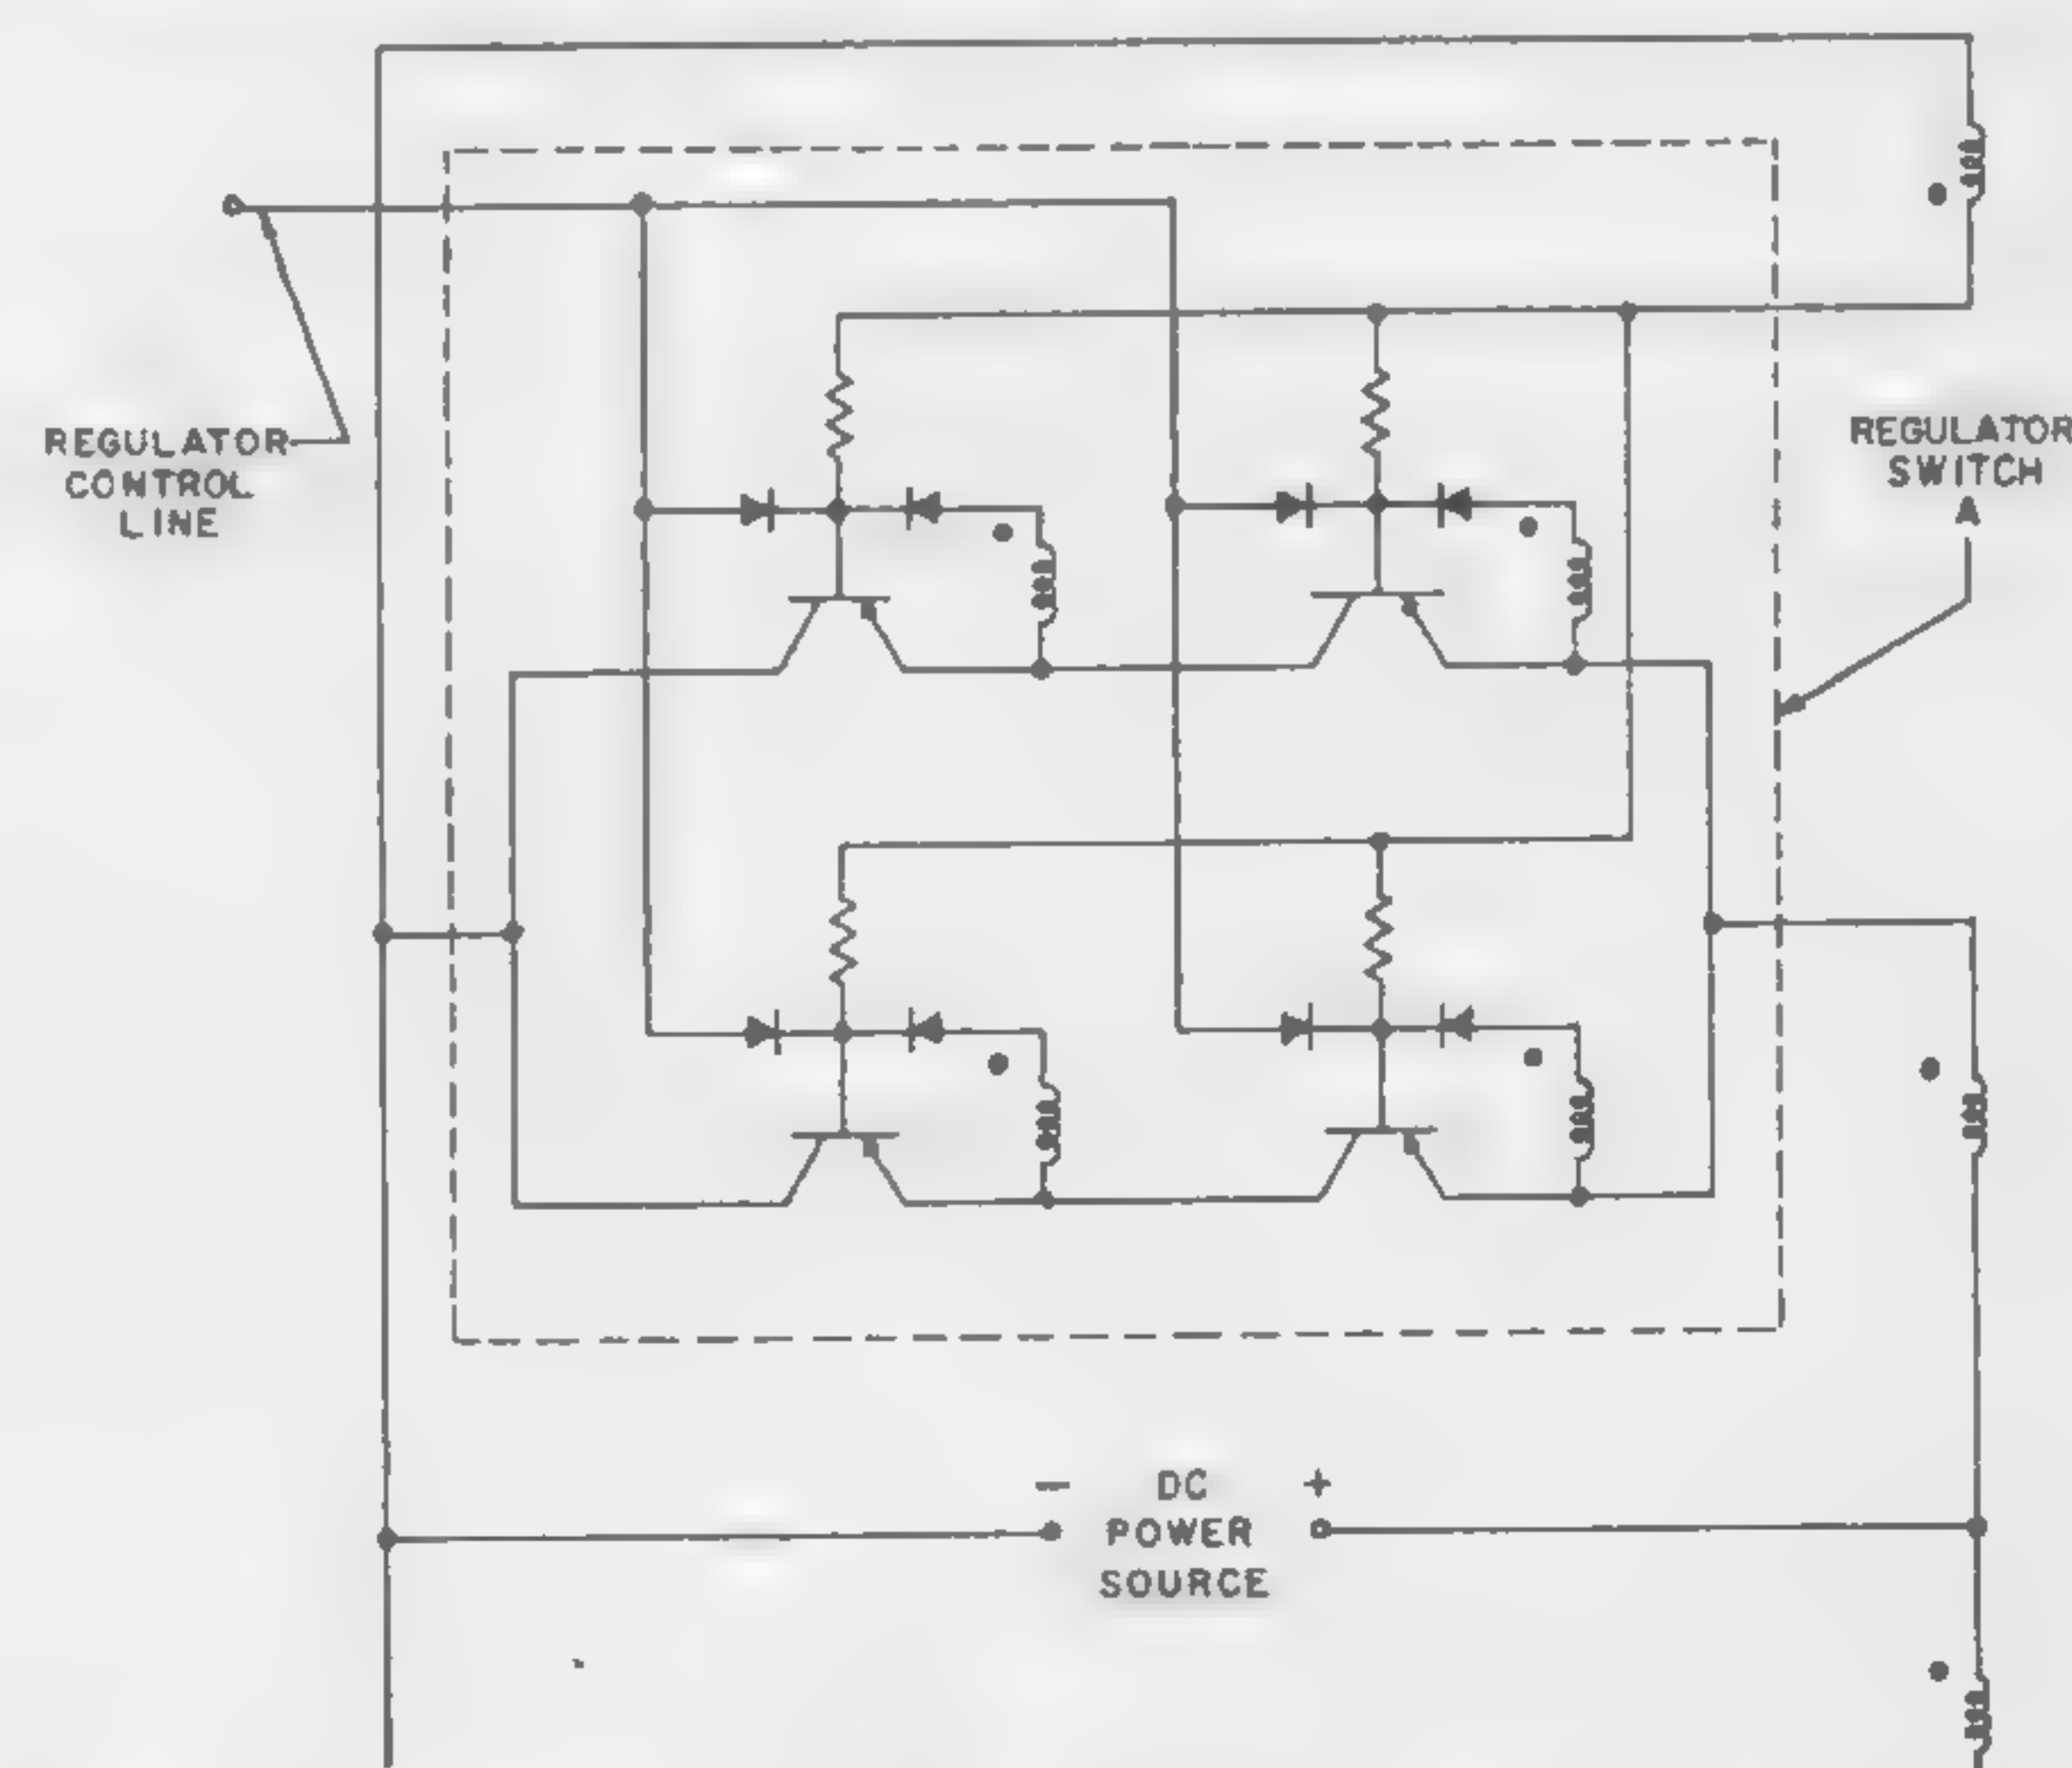 REGULATOR
CONTROL
LINE
REGULATOR
SWITCH
− DC +
POWER
SOURCE